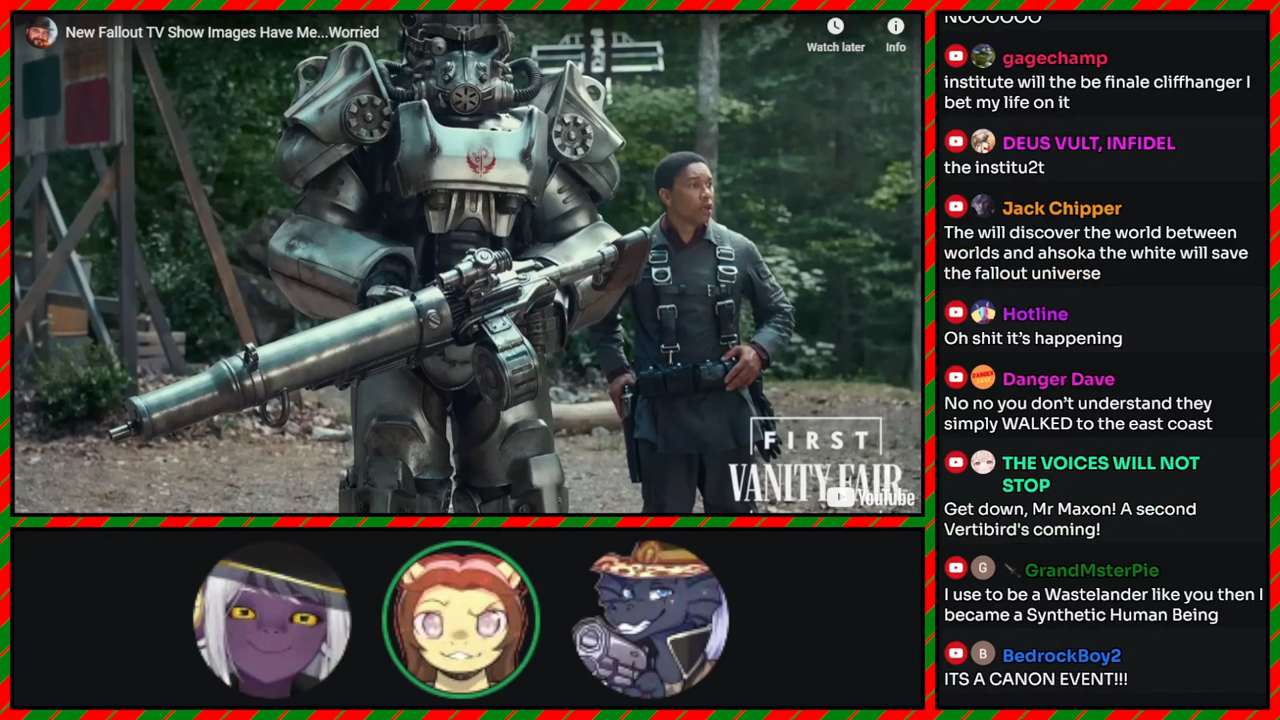 New Fallout TV Show Images Have Me...Worried
Watch later
Info
FIRST
VANITY FAIR
YouTube
NOOOOOO
gagechamp
institute will the be finale cliffhanger I
bet my life on it
DEUS VULT, INFIDEL
the institu2t
Jack Chipper
The will discover the world between
worlds and ahsoka the white will save
the fallout universe
Hotline
Oh shit it’s happening
DANGER
DAVE
Danger Dave
No no you don’t understand they
simply WALKED to the east coast
THE VOICES WILL NOT
STOP
Get down, Mr Maxon! A second
Vertibird's coming!
G
GrandMsterPie
I use to be a Wastelander like you then I
became a Synthetic Human Being
B
BedrockBoy2
ITS A CANON EVENT!!!